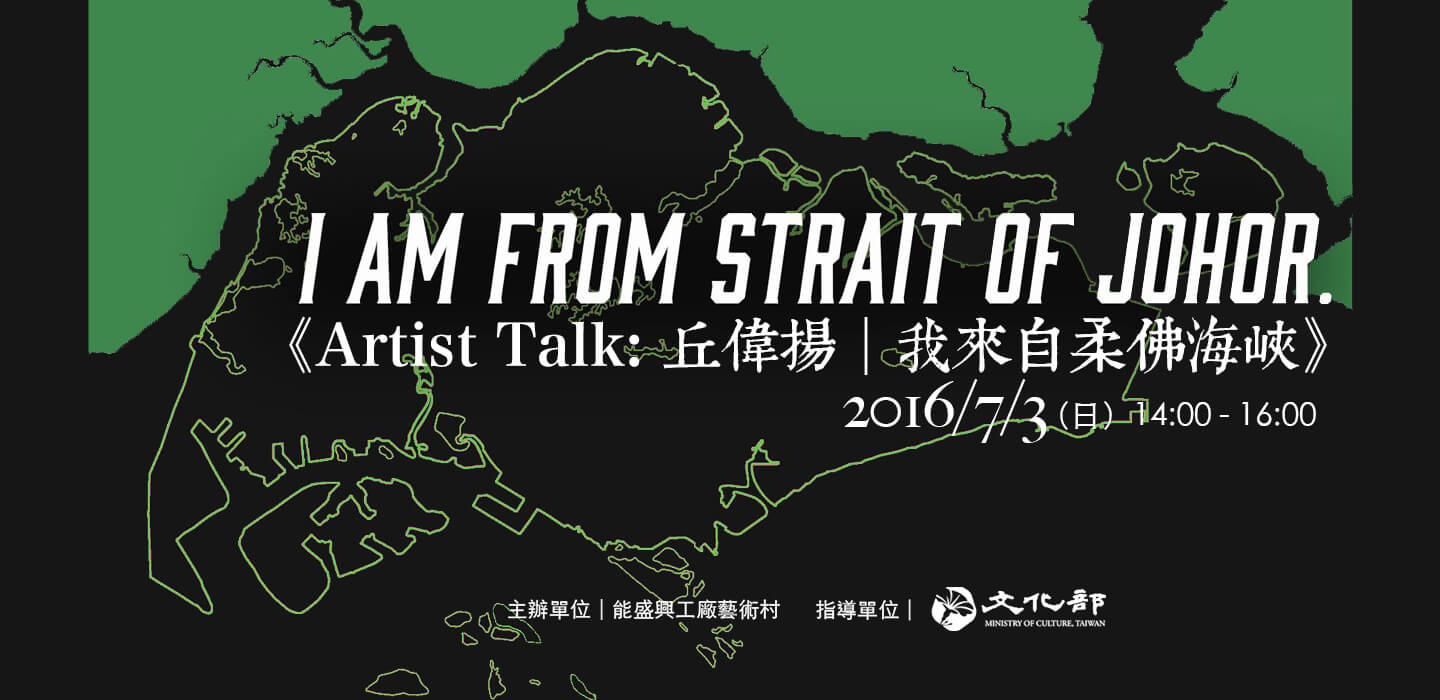 I AM FROM STRAIT OF JOHOR.
《Artist Talk: 丘偉揚｜我來自柔佛海峽》
2016/7/3（日）14:00 - 16:00
主辦單位｜能盛興工廠藝術村 指導單位｜ 文化部
MINISTRY OF CULTURE, TAIWAN